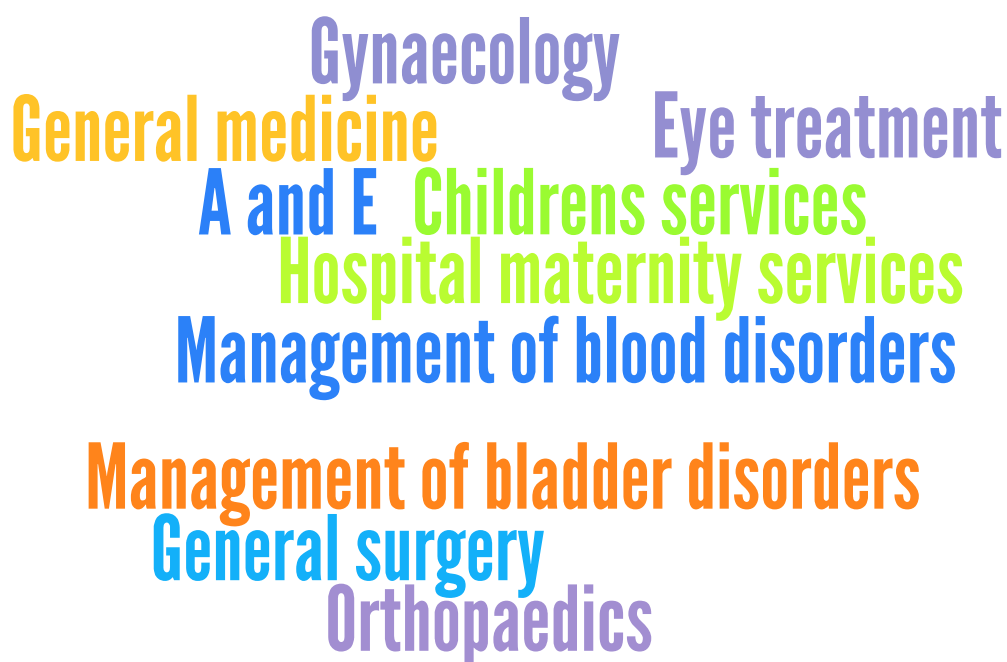 Gynaecology
General medicine
Eye treatment
A and E
Childrens services
Hospital maternity services
Management of blood disorders
Management of bladder disorders
General surgery
Orthopaedics